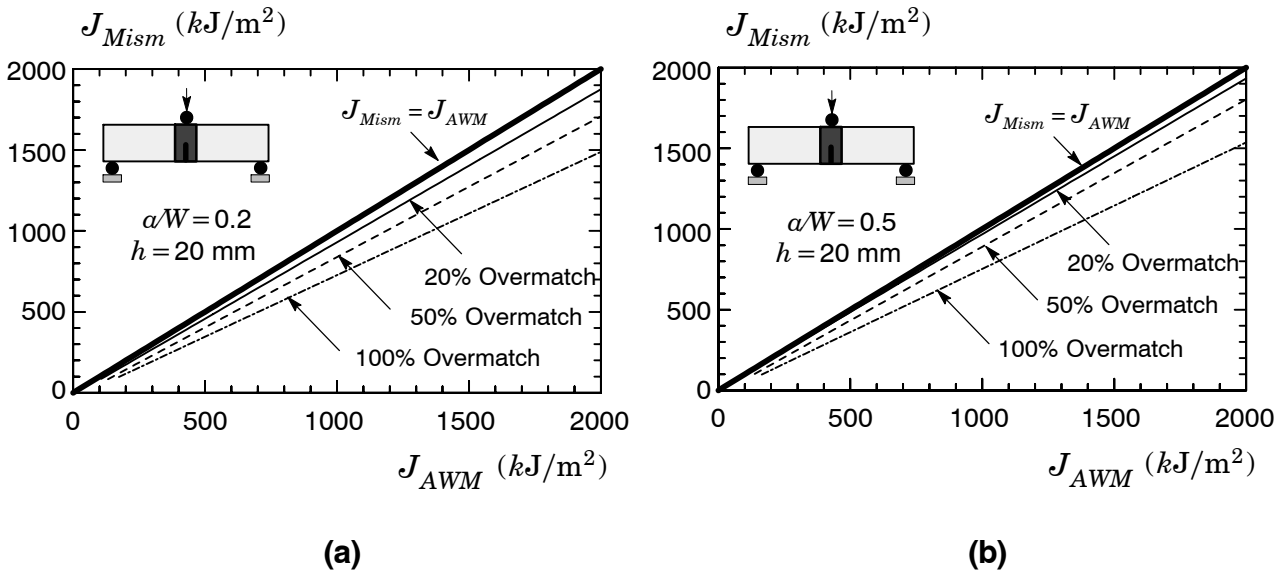 J_Mism (kJ/m²)
2000
1500
1000
500
0
0 500 1000 1500 2000
J_Mism = J_AWM
a/W = 0.2
h = 20 mm
20% Overmatch
50% Overmatch
100% Overmatch
J_AWM (kJ/m²)
(a)
J_Mism (kJ/m²)
2000
1500
1000
500
0
0 500 1000 1500 2000
J_Mism = J_AWM
a/W = 0.5
h = 20 mm
20% Overmatch
50% Overmatch
100% Overmatch
J_AWM (kJ/m²)
(b)